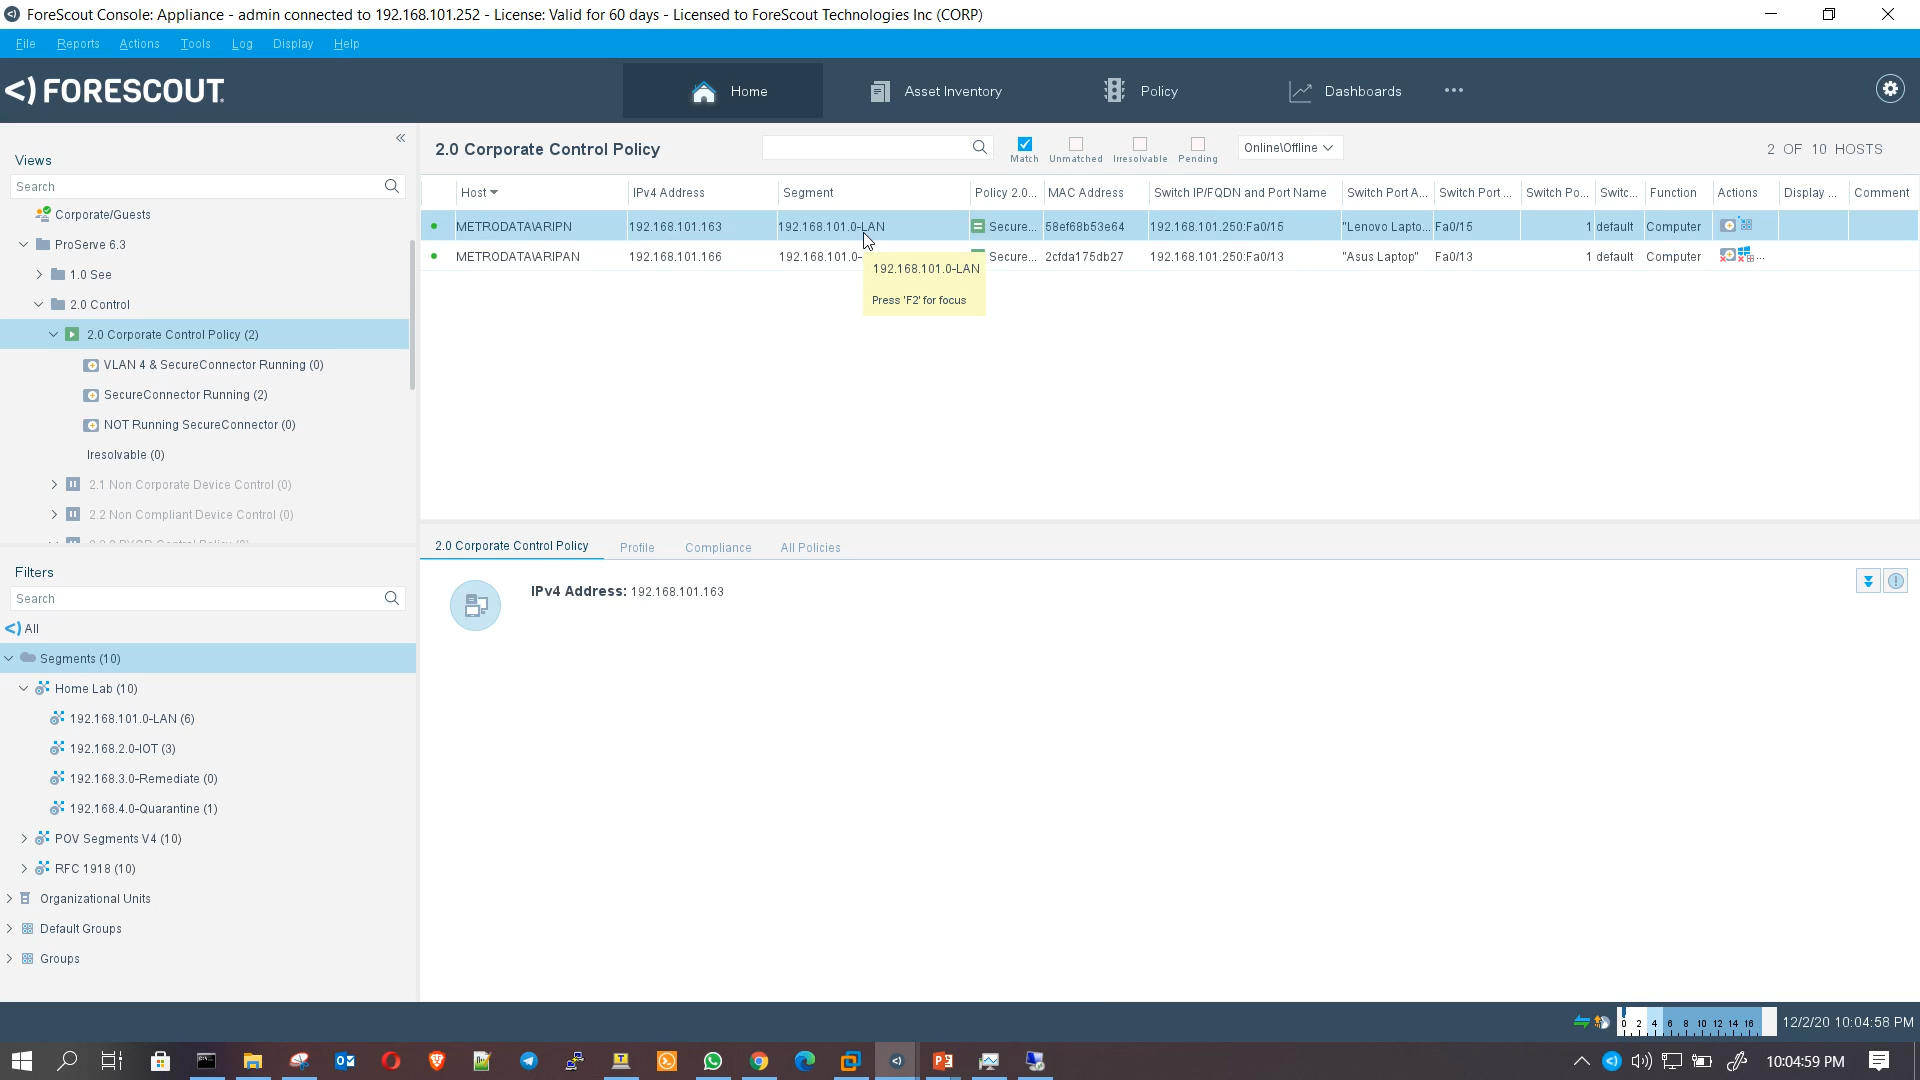 ForeScout Console: Appliance - admin connected to 192.168.101.252 - License: Valid for 60 days - Licensed to ForeScout Technologies Inc (CORP)
File Reports Actions Tools Log Display Help
FORESCOUT.
Home
Asset Inventory
Policy
Dashboards
Views
Search
Corporate/Guests
ProServe 6.3
1.0 See
2.0 Control
2.0 Corporate Control Policy (2)
VLAN 4 & SecureConnector Running (0)
SecureConnector Running (2)
NOT Running SecureConnector (0)
Iresolvable (0)
2.1 Non Corporate Device Control (0)
2.2 Non Compliant Device Control (0)
Filters
Search
All
Segments (10)
Home Lab (10)
192.168.101.0-LAN (6)
192.168.2.0-IOT (3)
192.168.3.0-Remediate (0)
192.168.4.0-Quarantine (1)
POV Segments V4 (10)
RFC 1918 (10)
Organizational Units
Default Groups
Groups
2.0 Corporate Control Policy
Match Unmatched Irresolvable Pending
Online\Offline
2 OF 10 HOSTS
Host IPv4 Address Segment Policy 2.0... MAC Address Switch IP/FQDN and Port Name Switch Port A... Switch Port ... Switch Po... Switc... Function Actions Display ... Comment
METRODATA\ARIPN 192.168.101.163 192.168.101.0-LAN Secure... 58ef68b53e64 192.168.101.250:Fa0/15 "Lenovo Lapto... Fa0/15 1 default Computer
METRODATA\ARIPAN 192.168.101.166 192.168.101.0- Secure... 2cfda175db27 192.168.101.250:Fa0/13 "Asus Laptop" Fa0/13 1 default Computer ...
192.168.101.0-LAN
Press 'F2' for focus
2.0 Corporate Control Policy Profile Compliance All Policies
IPv4 Address: 192.168.101.163
0 2 4 6 8 10 12 14 16
12/2/20 10:04:58 PM
10:04:59 PM